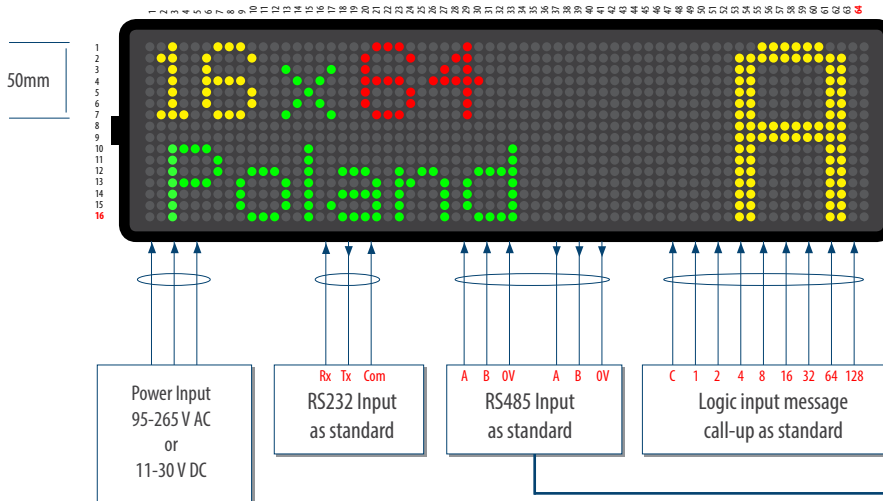 1 2 3 4 5 6 7 8 9 10 11 12 13 14 15 16 17 18 19 20 21 22 23 24 25 26 27 28 29 30 31 32 33 34 35 36 37 38 39 40 41 42 43 44 45 46 47 48 49 50 51 52 53 54 55 56 57 58 59 60 61 62 63 64
50mm
1
2
3
4
5
6
7
8
9
10
11
12
13
14
15
16
16x64 A
Poland
Power Input
95-265 V AC
or
11-30 V DC
Rx Tx Com
RS232 Input
as standard
A B 0V A B 0V
RS485 Input
as standard
C 1 2 4 8 16 32 64 128
Logic input message
call-up as standard